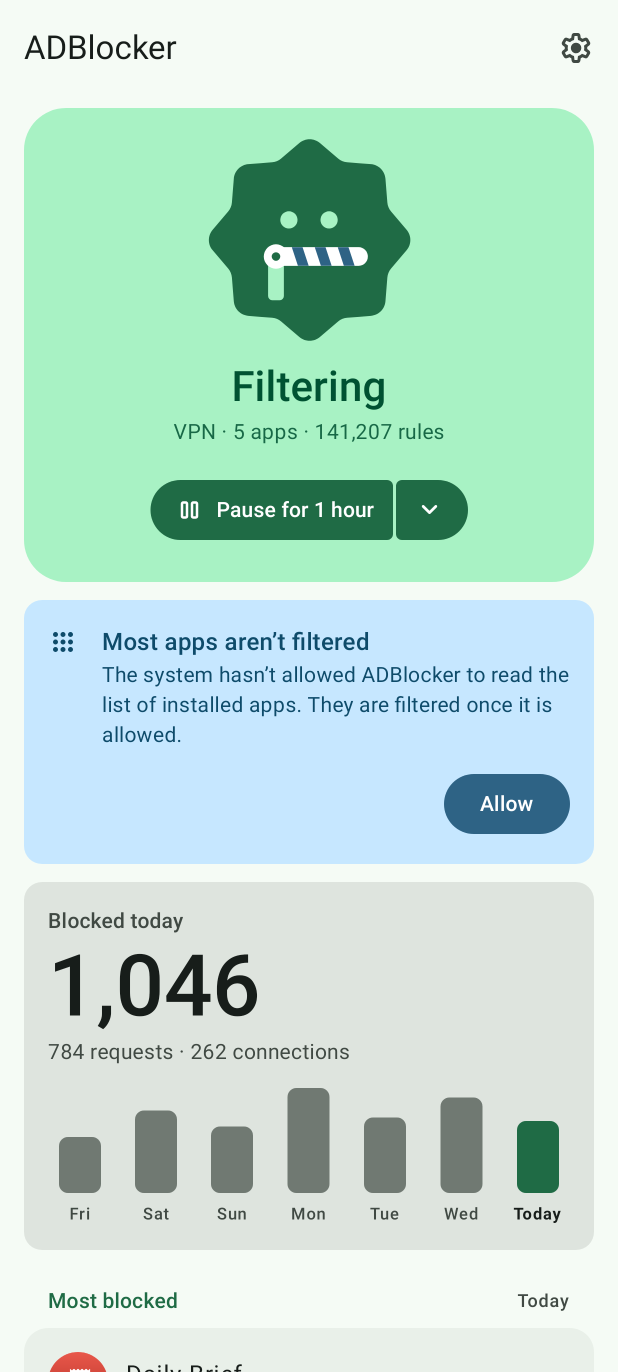 ADBlocker
Filtering
VPN · 5 apps · 141,207 rules
Pause for 1 hour
Most apps aren’t filtered
The system hasn’t allowed ADBlocker to read the
list of installed apps. They are filtered once it is
allowed.
Allow
Blocked today
1,046
784 requests · 262 connections
Fri Sat Sun Mon Tue Wed Today
Most blocked Today
Daily Brief